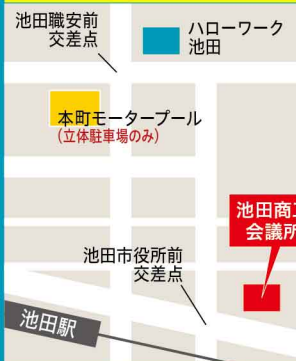 池田職安前
交差点
ハローワーク
池田
本町モータープール
(立体駐車場のみ)
池田商工
会議所
池田市役所前
交差点
池田駅